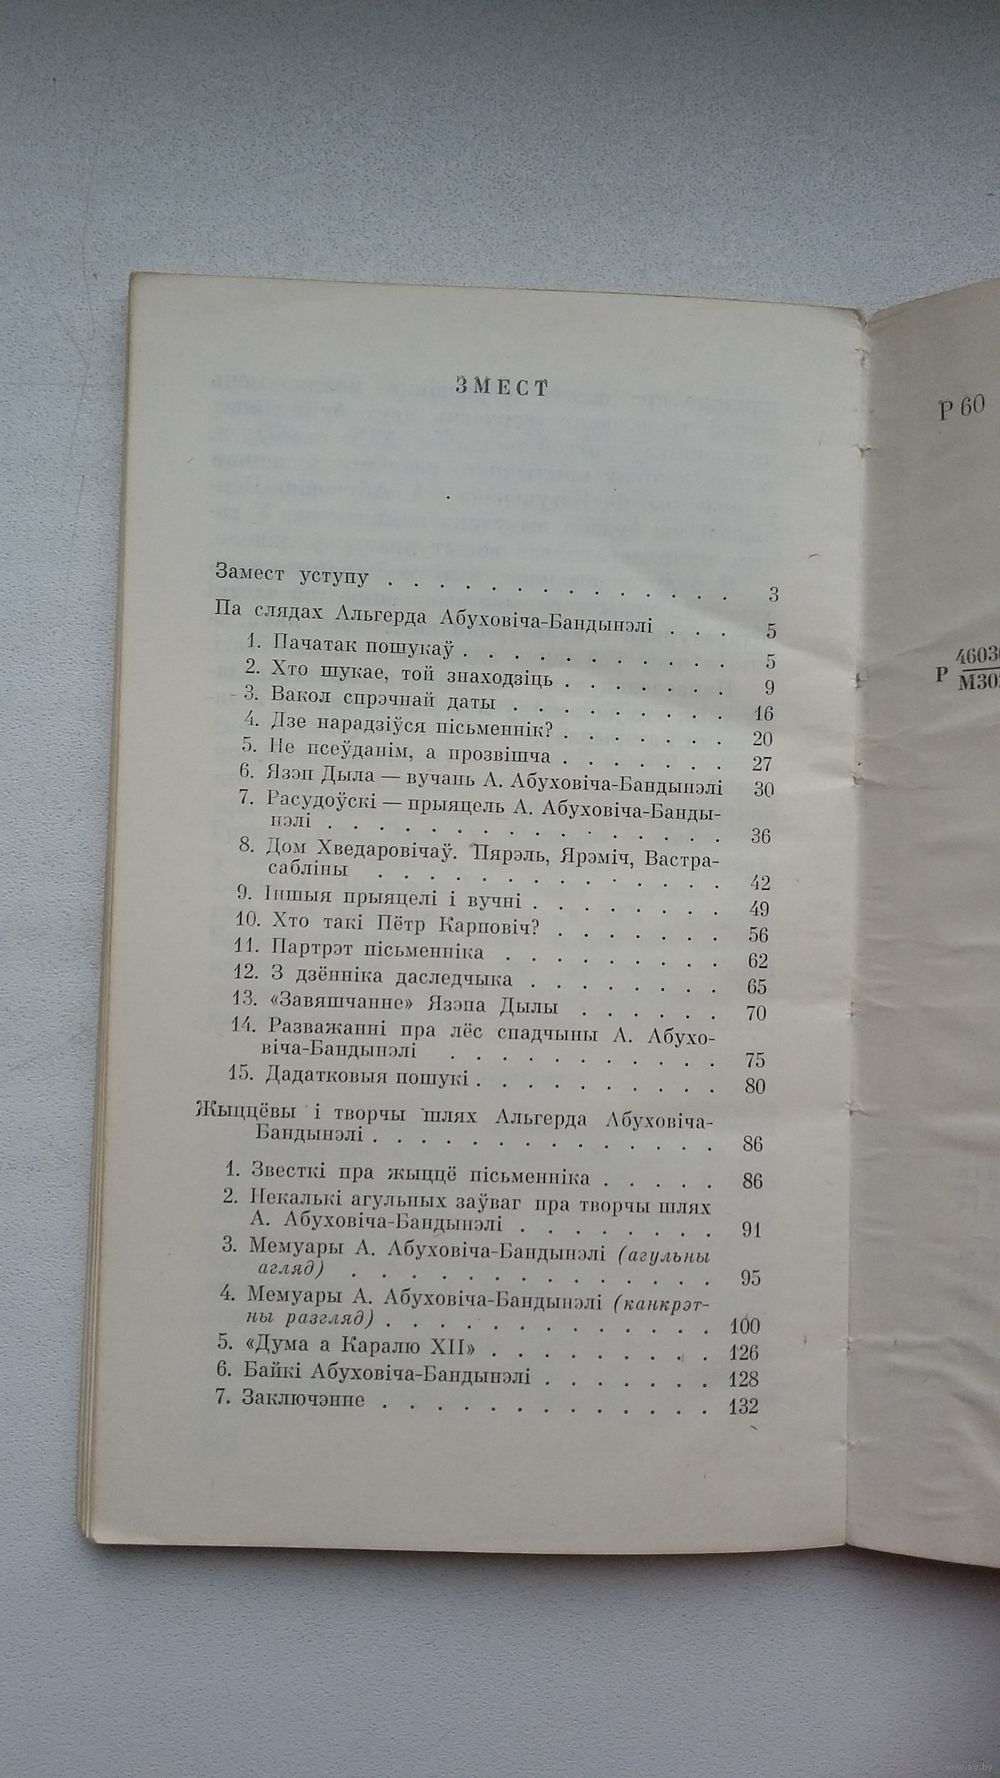 ЗМЕСТ
Замест уступу . . . . . . . . . . . . . . 3
Па слядах Альгерда Абуховіча-Бандынэлі . . . 5
1. Пачатак пошукаў . . . . . . . . . . . 5
2. Хто шукае, той знаходзіць . . . . . . . 9
3. Вакол спрэчнай даты . . . . . . . . . 16
4. Дзе нарадзіўся пісьменнік? . . . . . . . 20
5. Не псеўданім, а прозвішча . . . . . . . 27
6. Язэп Дыла — вучань А. Абуховіча-Бандынэлі 30
7. Расудоўскі — прыяцель А. Абуховіча-Банды-
нэлі . . . . . . . . . . . . . . . . 36
8. Дом Хведаровічаў. Пярэль, Ярэміч, Вастра-
сабліны . . . . . . . . . . . . . . 42
9. Іншыя прыяцелі і вучні . . . . . . . . 49
10. Хто такі Пётр Карповіч? . . . . . . . 56
11. Партрэт пісьменніка . . . . . . . . . 62
12. З дзённіка даследчыка . . . . . . . . 65
13. «Завяшчанне» Язэпа Дылы . . . . . . 70
14. Разважанні пра лёс спадчыны А. Абухо-
віча-Бандынэлі . . . . . . . . . . . 75
15. Дадатковыя пошукі . . . . . . . . . . 80
Жыццёвы і творчы шлях Альгерда Абуховіча-
Бандынэлі . . . . . . . . . . . . . . 86
1. Звесткі пра жыццё пісьменніка . . . . . 86
2. Некалькі агульных заўваг пра творчы шлях
А. Абуховіча-Бандынэлі . . . . . . . . 91
3. Мемуары А. Абуховіча-Бандынэлі (агульны
агляд) . . . . . . . . . . . . . . 95
4. Мемуары А. Абуховіча-Бандынэлі (канкрэт-
ны разгляд) . . . . . . . . . . . . . 100
5. «Дума а Каралю XII» . . . . . . . . . 126
6. Байкі Абуховіча-Бандынэлі . . . . . . . 128
7. Заключэнне . . . . . . . . . . . . . 132
Р 60
Р
www.ay.by